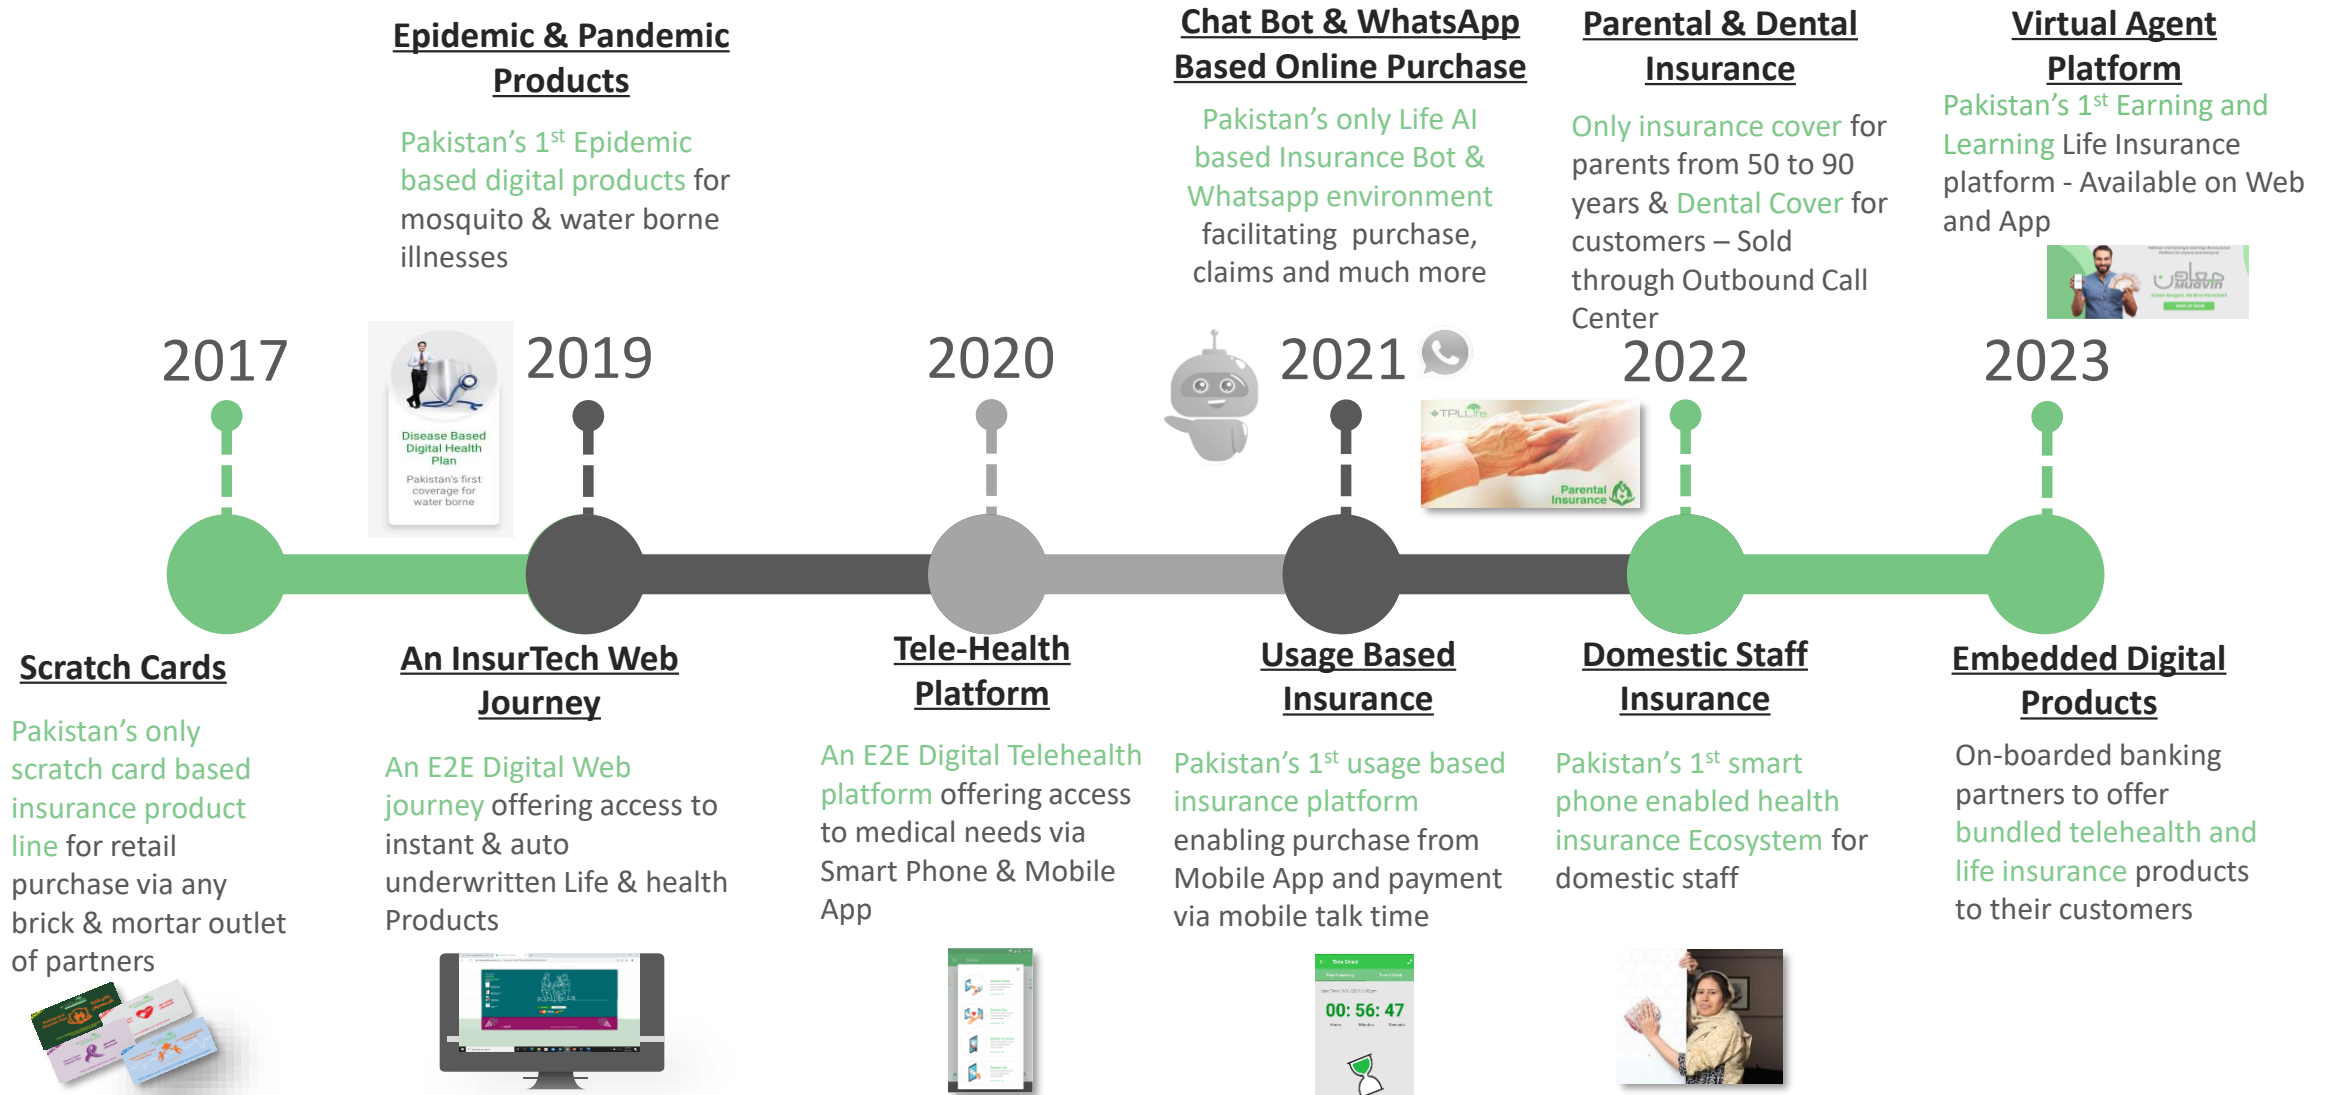 Epidemic & Pandemic
Products
Pakistan’s 1st Epidemic
based digital products for
mosquito & water borne
illnesses
Chat Bot & WhatsApp
Based Online Purchase
Pakistan’s only Life AI
based Insurance Bot &
Whatsapp environment
facilitating purchase,
claims and much more
Parental & Dental
Insurance
Only insurance cover for
parents from 50 to 90
years & Dental Cover for
customers – Sold
through Outbound Call
Center
Virtual Agent
Platform
Pakistan’s 1st Earning and
Learning Life Insurance
platform - Available on Web
and App
معاون
MUAVIN
SIGN UP NOW
2017
2019
2020
2021
2022
2023
Disease Based
Digital Health
Plan
Pakistan's first
coverage for
water borne
TPLLife
Parental
Insurance
Scratch Cards
Pakistan’s only
scratch card based
insurance product
line for retail
purchase via any
brick & mortar outlet
of partners
An InsurTech Web
Journey
An E2E Digital Web
journey offering access to
instant & auto
underwritten Life & health
Products
Tele-Health
Platform
An E2E Digital Telehealth
platform offering access
to medical needs via
Smart Phone & Mobile
App
Usage Based
Insurance
Pakistan’s 1st usage based
insurance platform
enabling purchase from
Mobile App and payment
via mobile talk time
Time Shield
00: 56: 47
Hours Minutes Seconds
Domestic Staff
Insurance
Pakistan’s 1st smart
phone enabled health
insurance Ecosystem for
domestic staff
Embedded Digital
Products
On-boarded banking
partners to offer
bundled telehealth and
life insurance products
to their customers